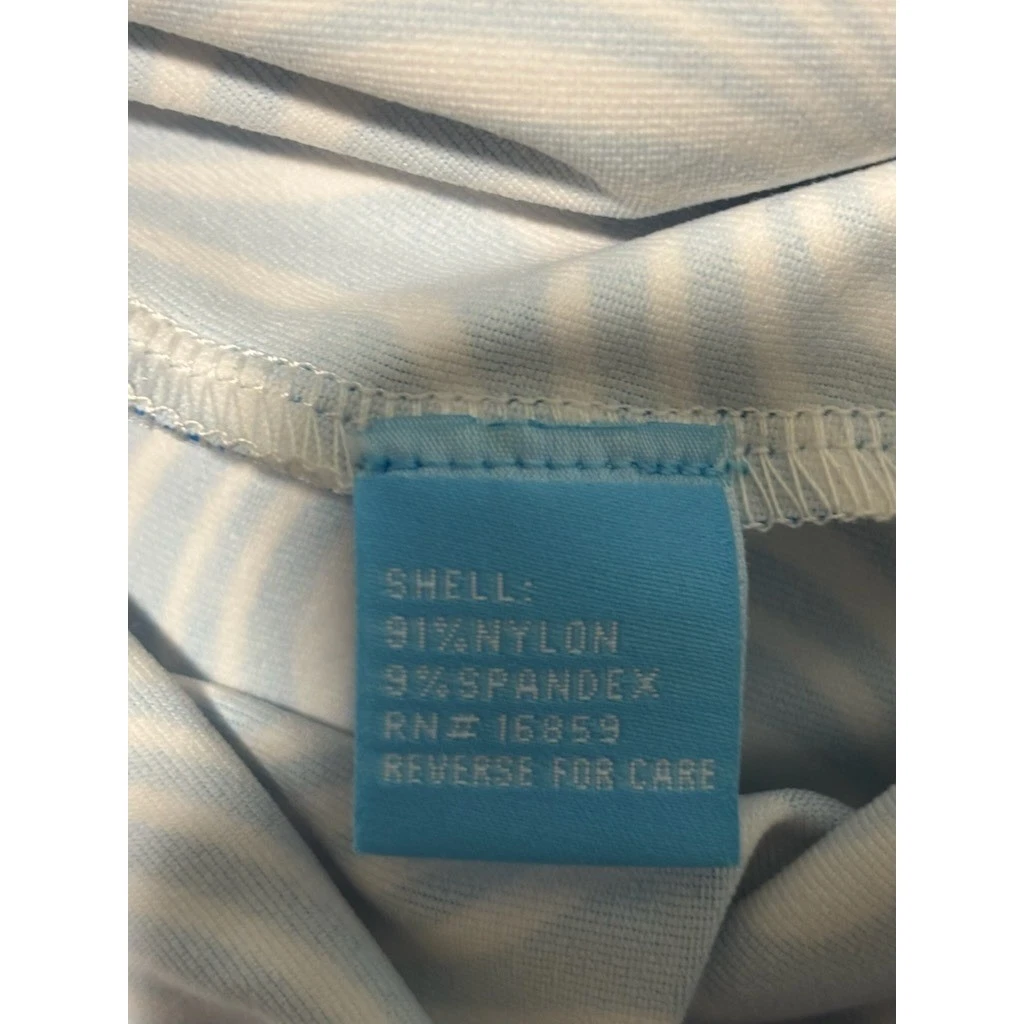 SHELL:
91%NYLON
9%SPANDEX
RN# 16859
REVERSE FOR CARE